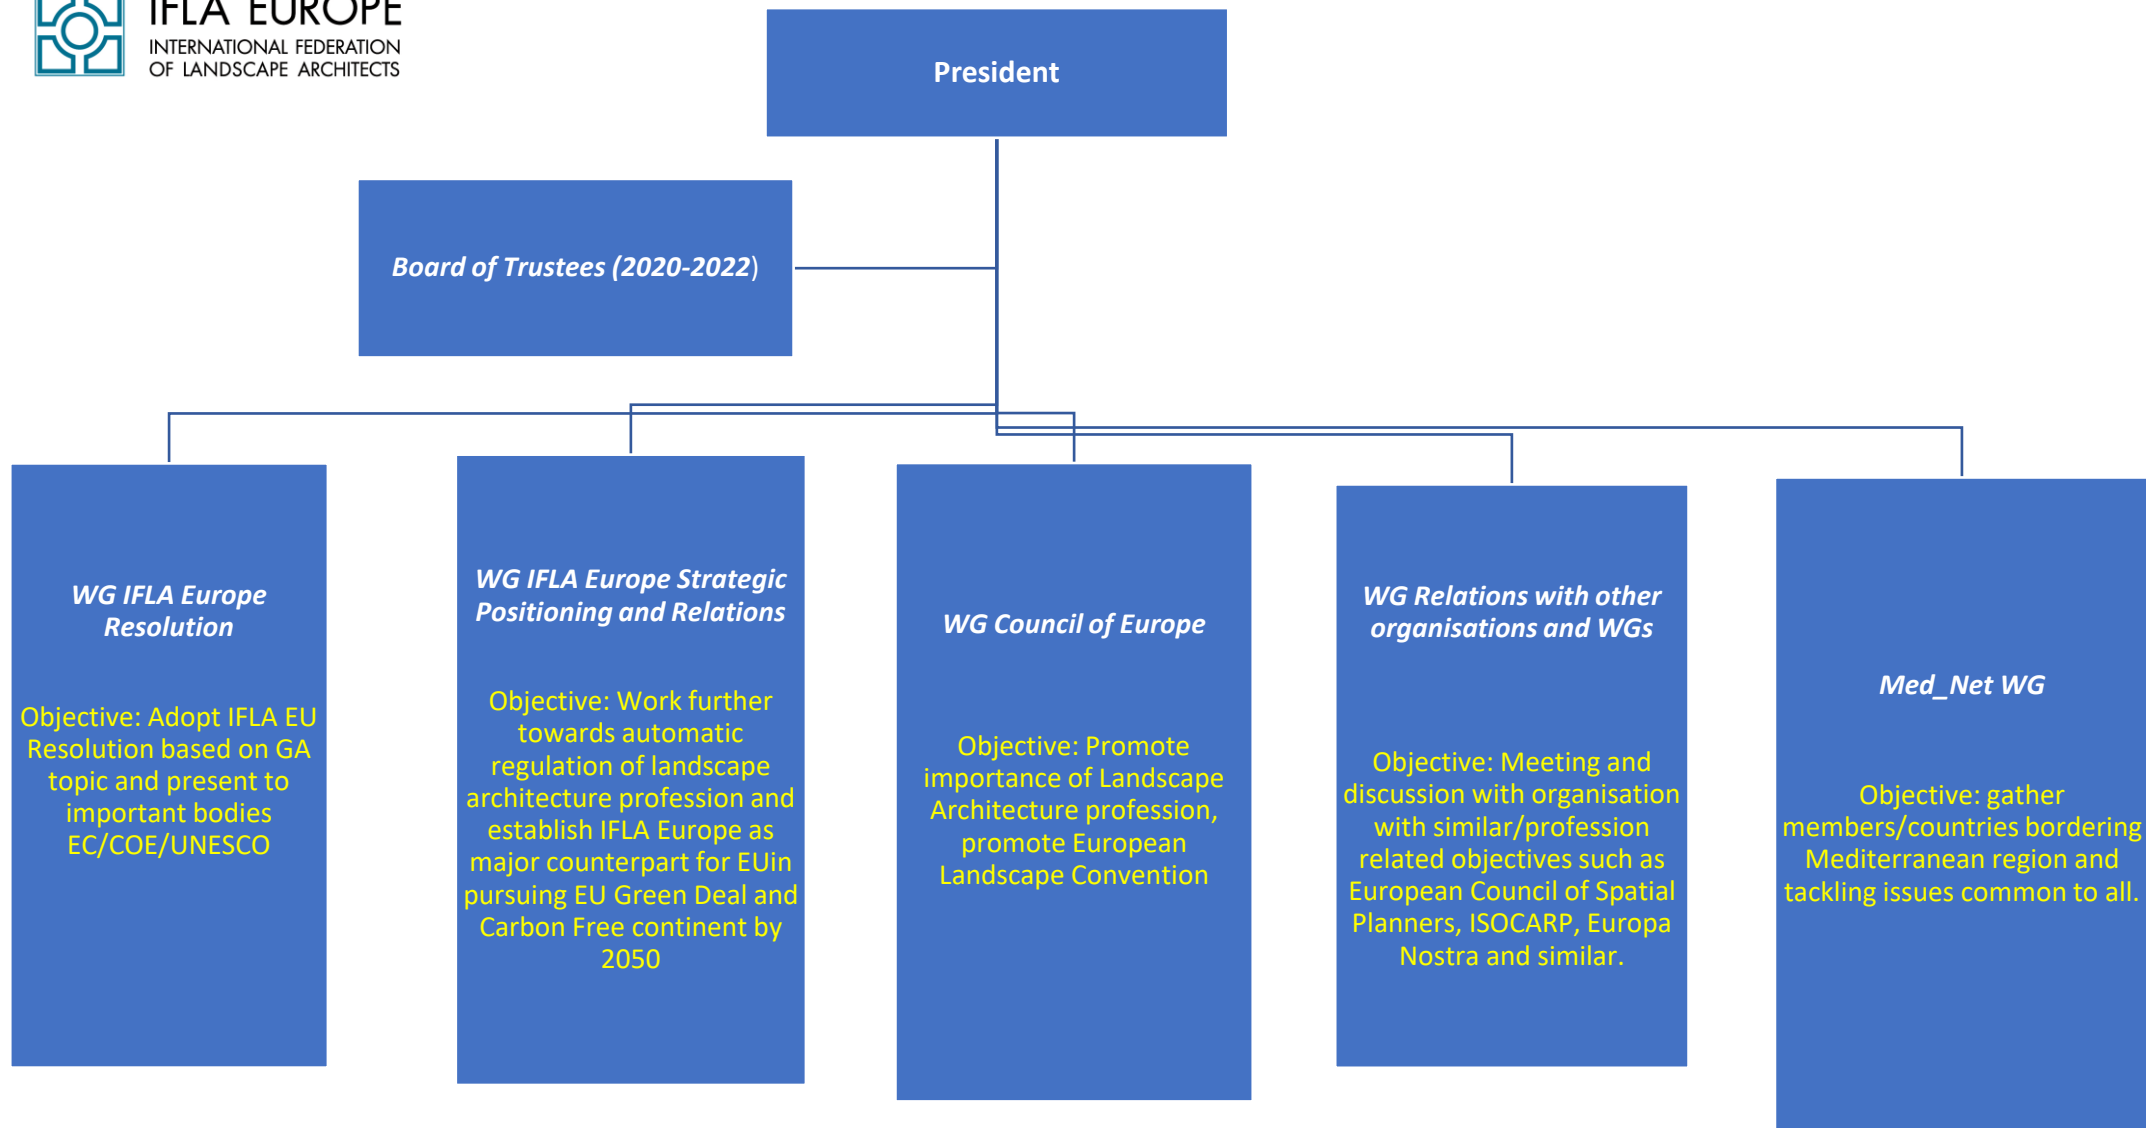 IFLA EUROPE
INTERNATIONAL FEDERATION
OF LANDSCAPE ARCHITECTS
President
Board of Trustees (2020-2022)
WG IFLA Europe
Resolution
Objective: Adopt IFLA EU
Resolution based on GA
topic and present to
important bodies
EC/COE/UNESCO
WG IFLA Europe Strategic
Positioning and Relations
Objective: Work further
towards automatic
regulation of landscape
architecture profession and
establish IFLA Europe as
major counterpart for EUin
pursuing EU Green Deal and
Carbon Free continent by
2050
WG Council of Europe
Objective: Promote
importance of Landscape
Architecture profession,
promote European
Landscape Convention
WG Relations with other
organisations and WGs
Objective: Meeting and
discussion with organisation
with similar/profession
related objectives such as
European Council of Spatial
Planners, ISOCARP, Europa
Nostra and similar.
Med_Net WG
Objective: gather
members/countries bordering
Mediterranean region and
tackling issues common to all.